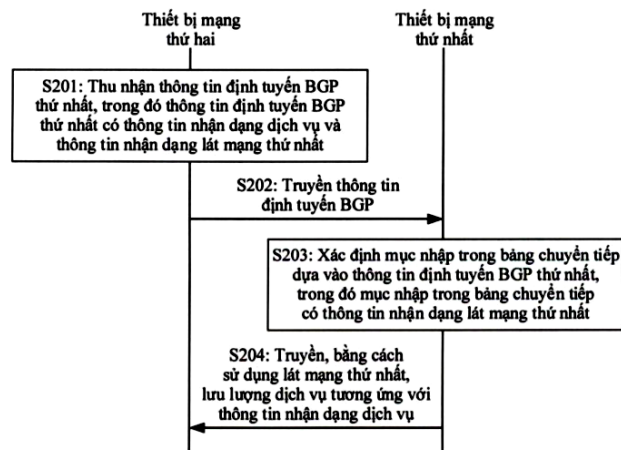 Thiết bị mạng
thứ hai
Thiết bị mạng
thứ nhất
S201: Thu nhận thông tin định tuyến BGP
thứ nhất, trong đó thông tin định tuyến BGP
thứ nhất có thông tin nhận dạng dịch vụ và
thông tin nhận dạng lát mạng thứ nhất
S202: Truyền thông tin
định tuyến BGP
S203: Xác định mục nhập trong bảng chuyển tiếp
dựa vào thông tin định tuyến BGP thứ nhất,
trong đó mục nhập trong bảng chuyển tiếp
có thông tin nhận dạng lát mạng thứ nhất
S204: Truyền, bằng cách
sử dụng lát mạng thứ nhất,
lưu lượng dịch vụ tương ứng với
thông tin nhận dạng dịch vụ